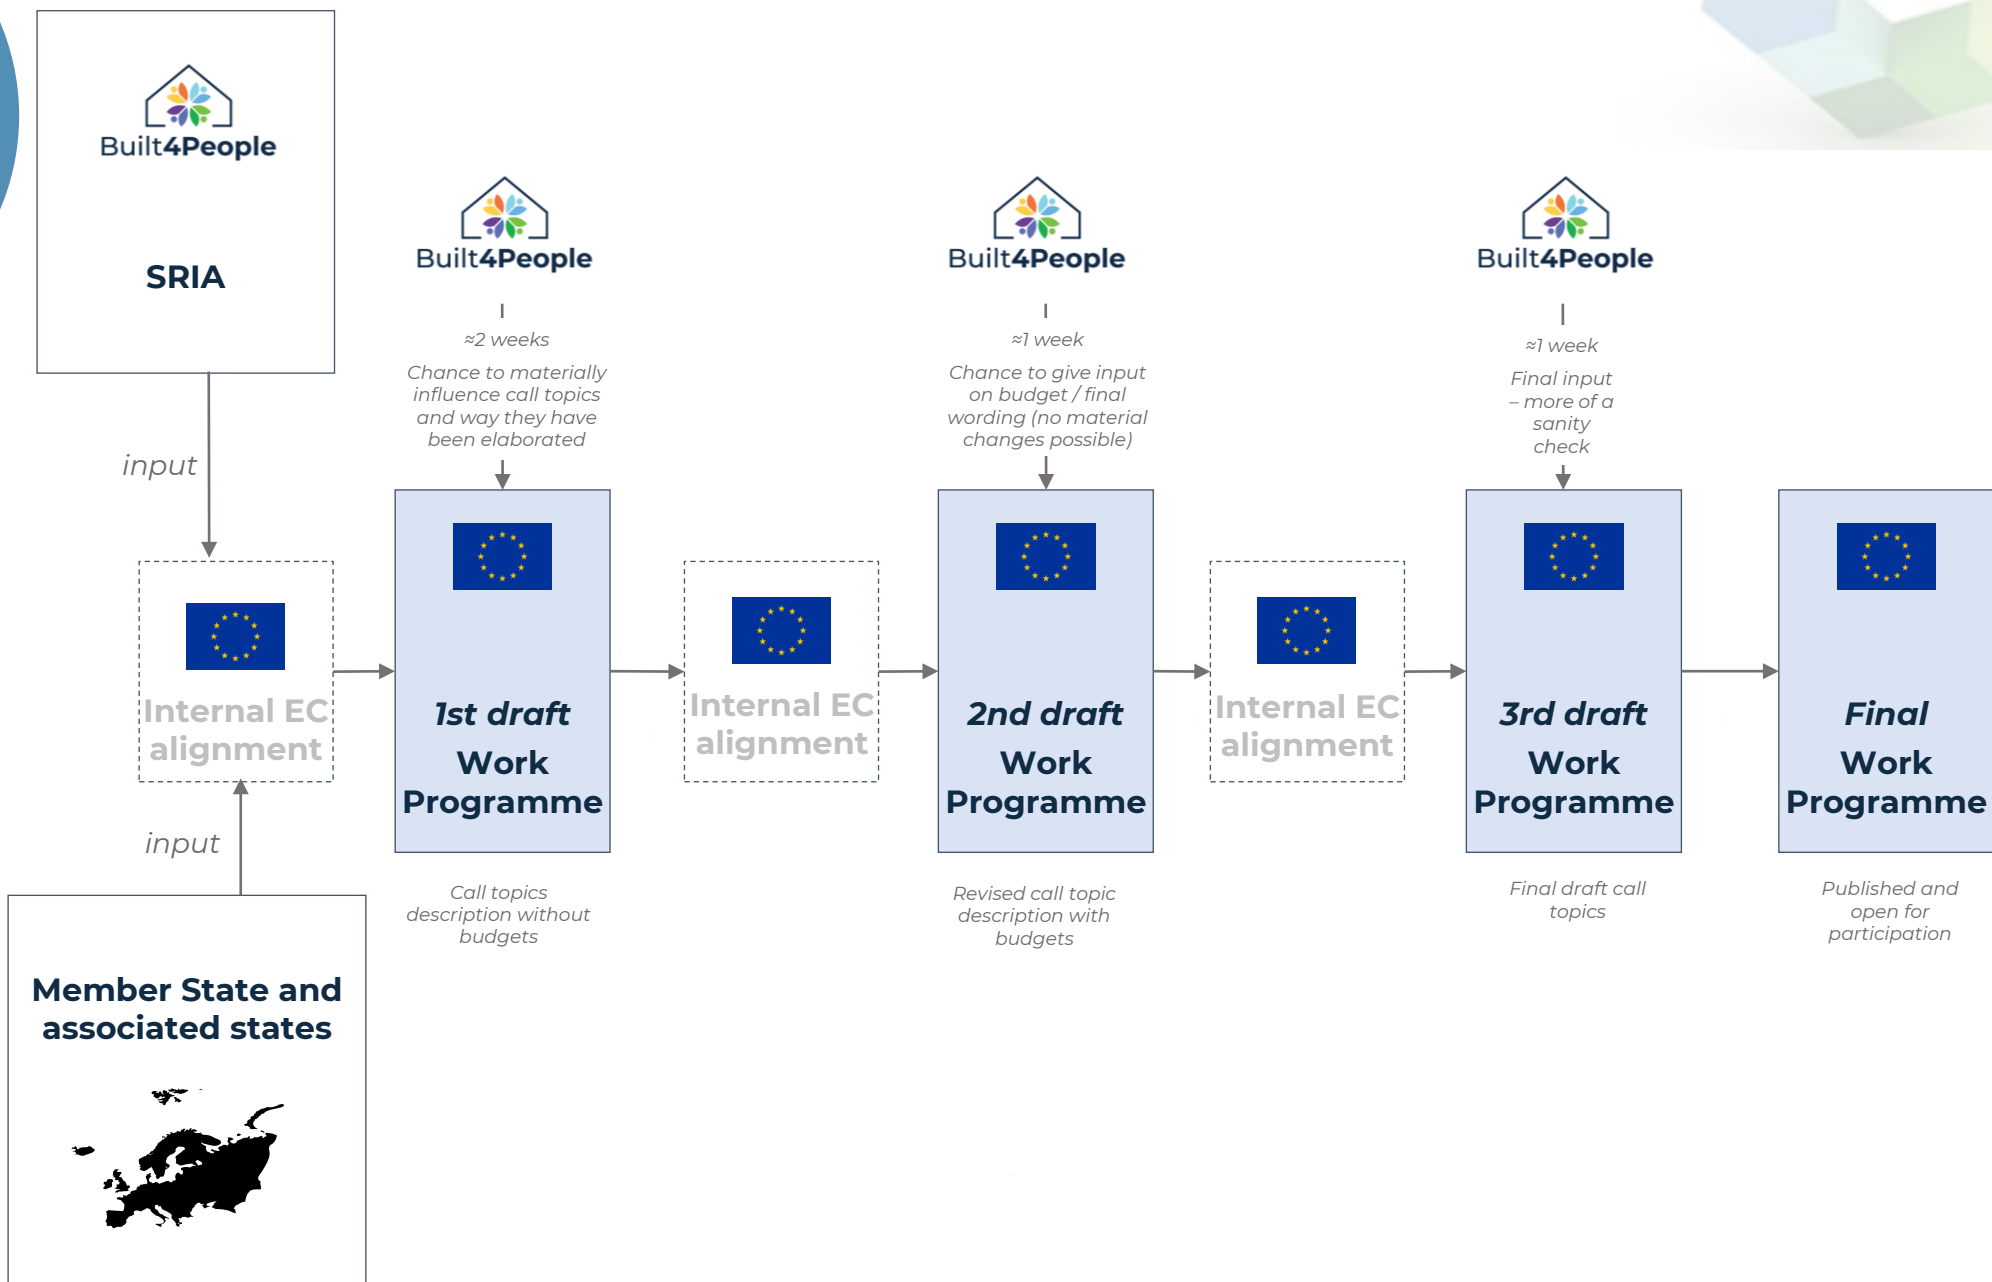 Built4People
SRIA
input
Internal EC
alignment
input
Member State and
associated states
Built4People
≈2 weeks
Chance to materially
influence call topics
and way they have
been elaborated
1st draft
Work
Programme
Call topics
description without
budgets
Internal EC
alignment
Built4People
≈1 week
Chance to give input
on budget / final
wording (no material
changes possible)
2nd draft
Work
Programme
Revised call topic
description with
budgets
Internal EC
alignment
Built4People
≈1 week
Final input
– more of a
sanity
check
3rd draft
Work
Programme
Final draft call
topics
Final
Work
Programme
Published and
open for
participation